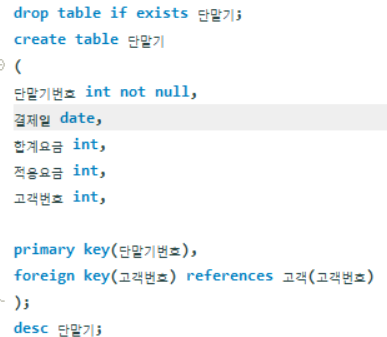 drop table if exists 단말기;
create table 단말기
(
단말기번호 int not null,
결제일 date,
합계요금 int,
적용요금 int,
고객번호 int,
primary key(단말기번호),
foreign key(고객번호) references 고객(고객번호)
);
desc 단말기;